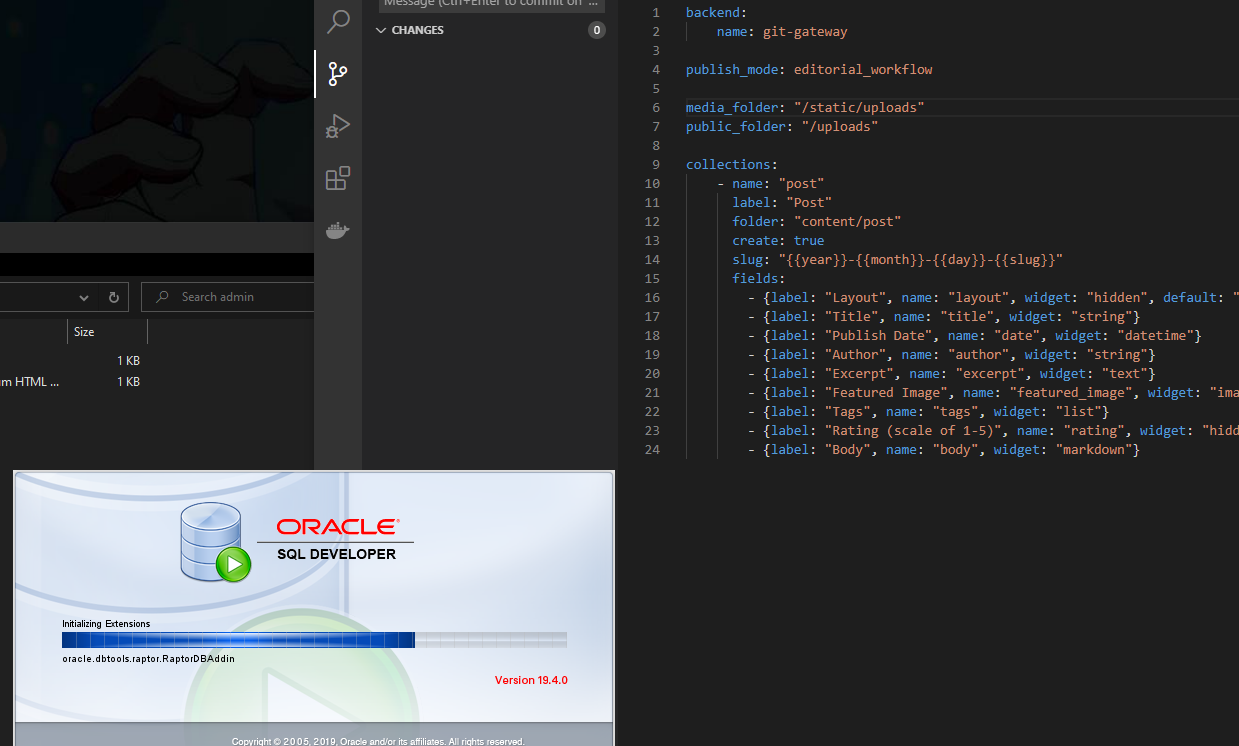 Message (Ctrl+Enter to commit on ...
CHANGES
0
Search admin
Size
1 KB
um HTML ...
1 KB
1 backend:
2 name: git-gateway
3
4 publish_mode: editorial_workflow
5
6 media_folder: "/static/uploads"
7 public_folder: "/uploads"
8
9 collections:
10 - name: "post"
11 label: "Post"
12 folder: "content/post"
13 create: true
14 slug: "{{year}}-{{month}}-{{day}}-{{slug}}"
15 fields:
16 - {label: "Layout", name: "layout", widget: "hidden", default: "
17 - {label: "Title", name: "title", widget: "string"}
18 - {label: "Publish Date", name: "date", widget: "datetime"}
19 - {label: "Author", name: "author", widget: "string"}
20 - {label: "Excerpt", name: "excerpt", widget: "text"}
21 - {label: "Featured Image", name: "featured_image", widget: "ima
22 - {label: "Tags", name: "tags", widget: "list"}
23 - {label: "Rating (scale of 1-5)", name: "rating", widget: "hidd
24 - {label: "Body", name: "body", widget: "markdown"}
ORACLE®
SQL DEVELOPER
Initializing Extensions
oracle.dbtools.raptor.RaptorDBAddin
Version 19.4.0
Copyright © 2005, 2019, Oracle and/or its affiliates. All rights reserved.